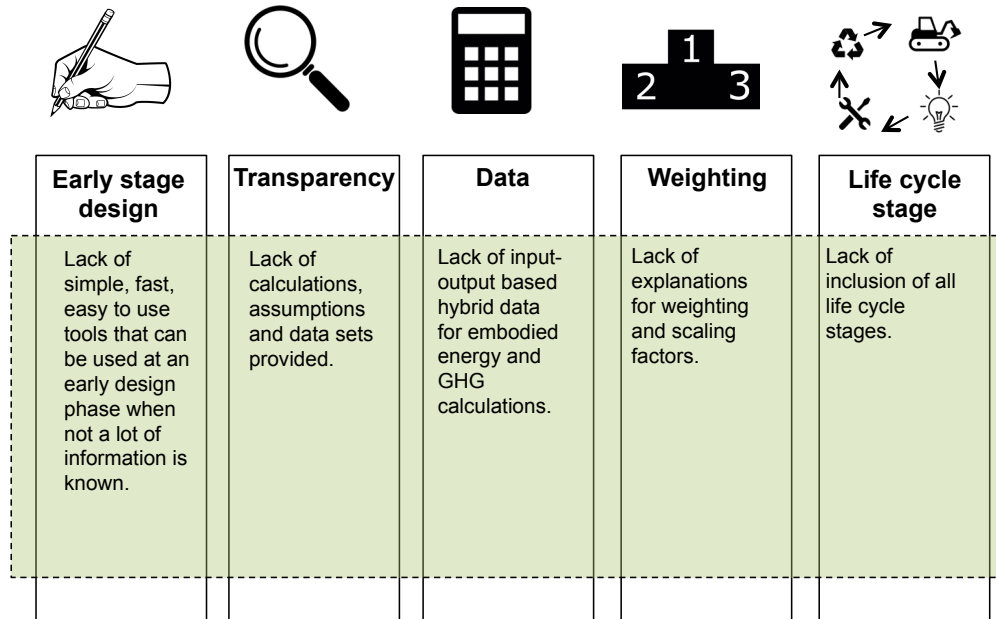 1
2 3
Early stage
design
Lack of
simple, fast,
easy to use
tools that can
be used at an
early design
phase when
not a lot of
information is
known.
Transparency
Lack of
calculations,
assumptions
and data sets
provided.
Data
Lack of input-
output based
hybrid data
for embodied
energy and
GHG
calculations.
Weighting
Lack of
explanations
for weighting
and scaling
factors.
Life cycle
stage
Lack of
inclusion of all
life cycle
stages.